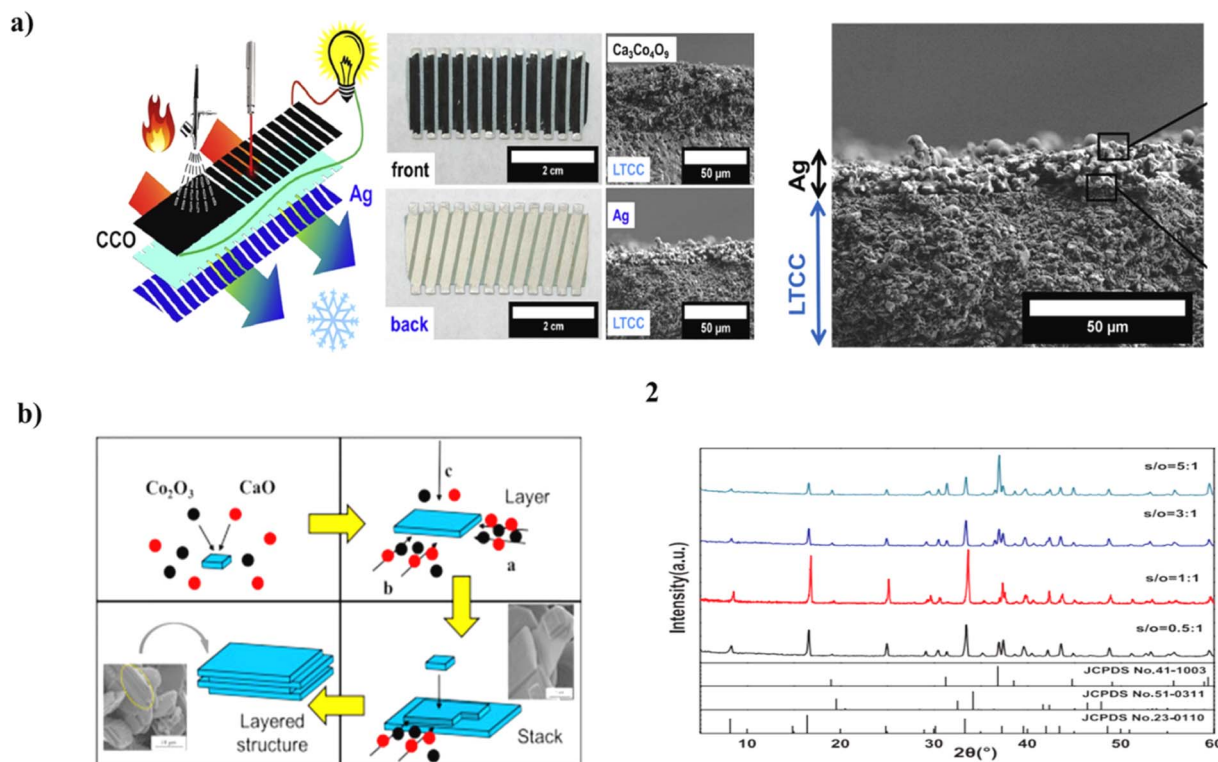 a)
CCO
Ag
front
2 cm
back
2 cm
Ca₃Co₄O₉
LTCC
50 µm
Ag
LTCC
50 µm
Ag
LTCC
50 µm
b)
Co₂O₃
CaO
c
Layer
a
b
Layered
structure
Stack
2
Intensity(a.u.)
s/o=5:1
s/o=3:1
s/o=1:1
s/o=0.5:1
JCPDS No.41-1003
JCPDS No.51-0311
JCPDS No.23-0110
10 20 30 40 50 60
2θ(°)